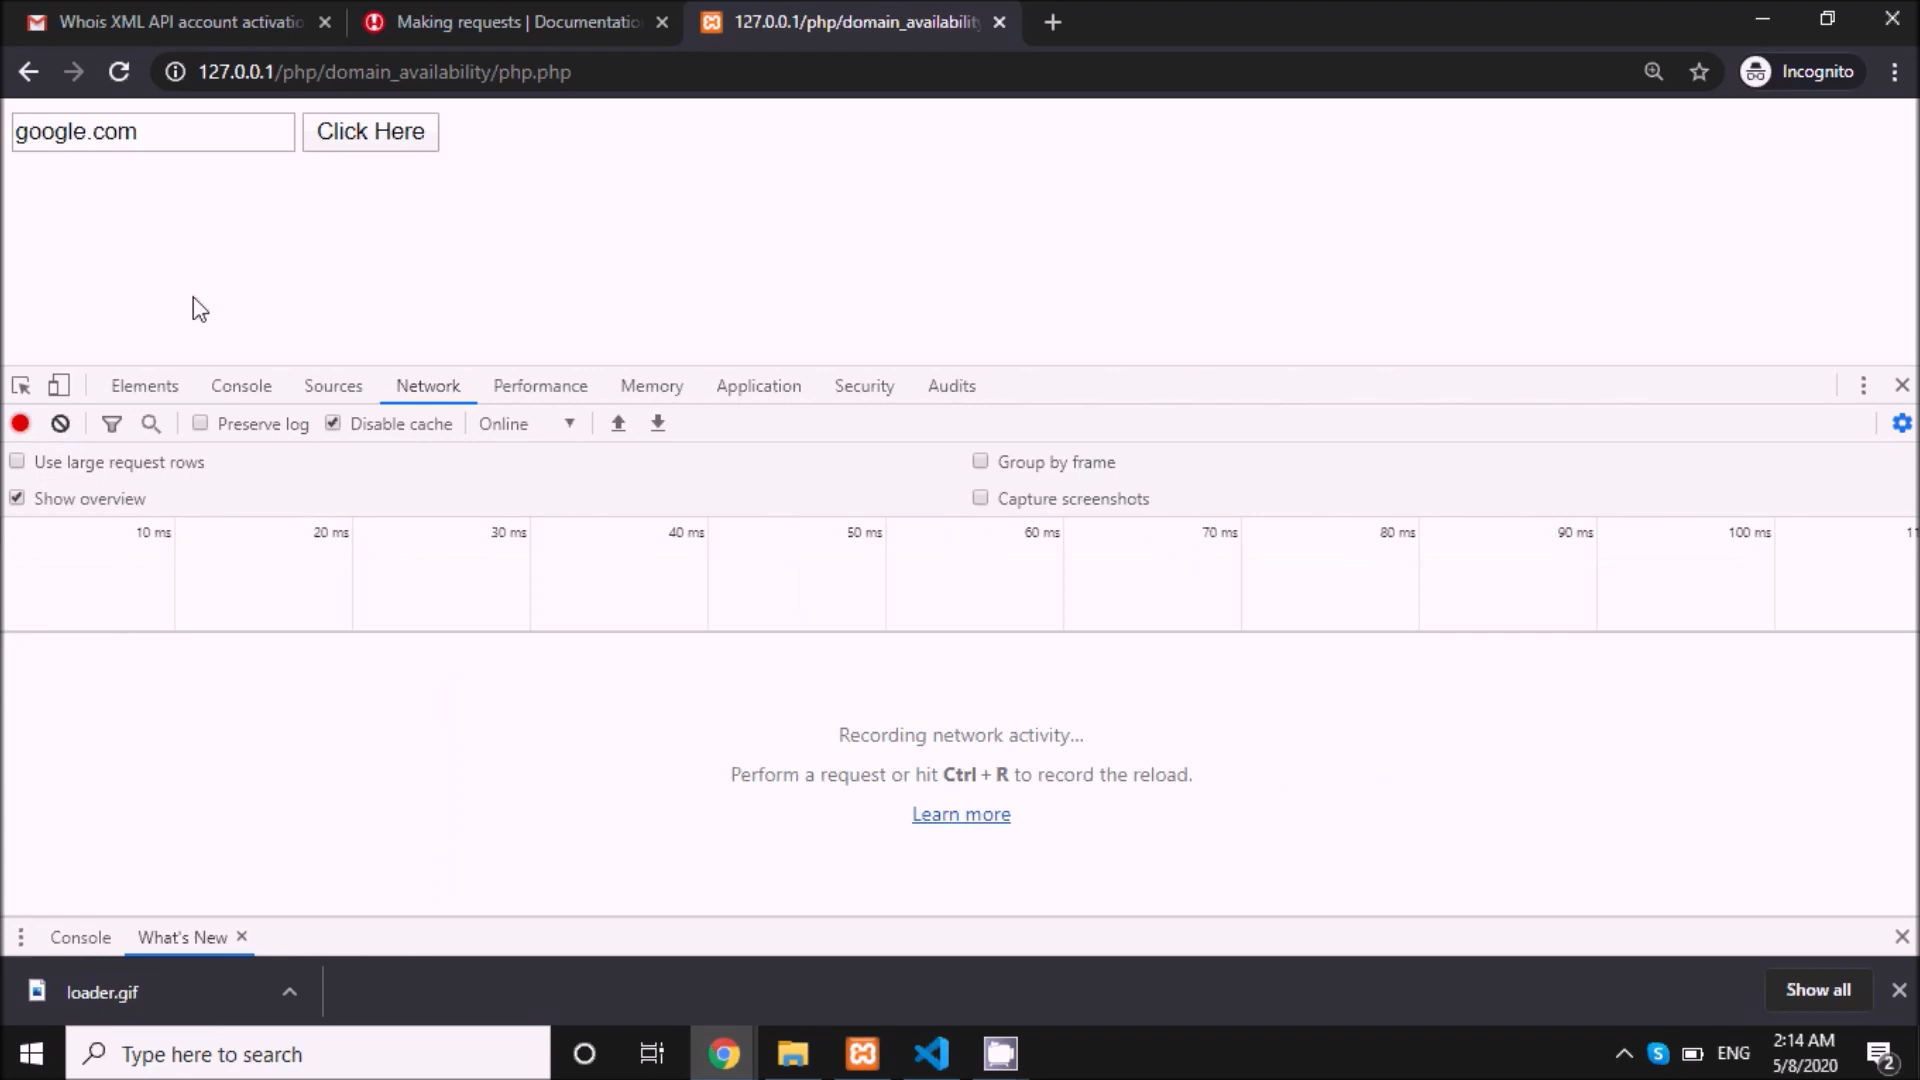 Whois XML API account activatio
Making requests | Documentatio
127.0.0.1/php/domain_availability
127.0.0.1/php/domain_availability/php.php
Incognito
google.com
Click Here
Elements
Console
Sources
Network
Performance
Memory
Application
Security
Audits
Preserve log
Disable cache
Online
Use large request rows
Group by frame
Show overview
Capture screenshots
10 ms
20 ms
30 ms
40 ms
50 ms
60 ms
70 ms
80 ms
90 ms
100 ms
11
Recording network activity...
Perform a request or hit Ctrl + R to record the reload.
Learn more
Console
What's New
loader.gif
Show all
Type here to search
ENG
2:14 AM
5/8/2020
2